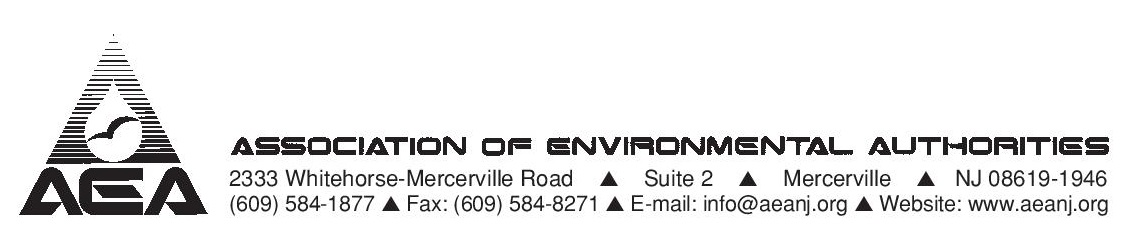 AEA
ASSOCIATION OF ENVIRONMENTAL AUTHORITIES
2333 Whitehorse-Mercerville Road ▲ Suite 2 ▲ Mercerville ▲ NJ 08619-1946
(609) 584-1877 ▲ Fax: (609) 584-8271 ▲ E-mail: info@aeanj.org ▲ Website: www.aeanj.org